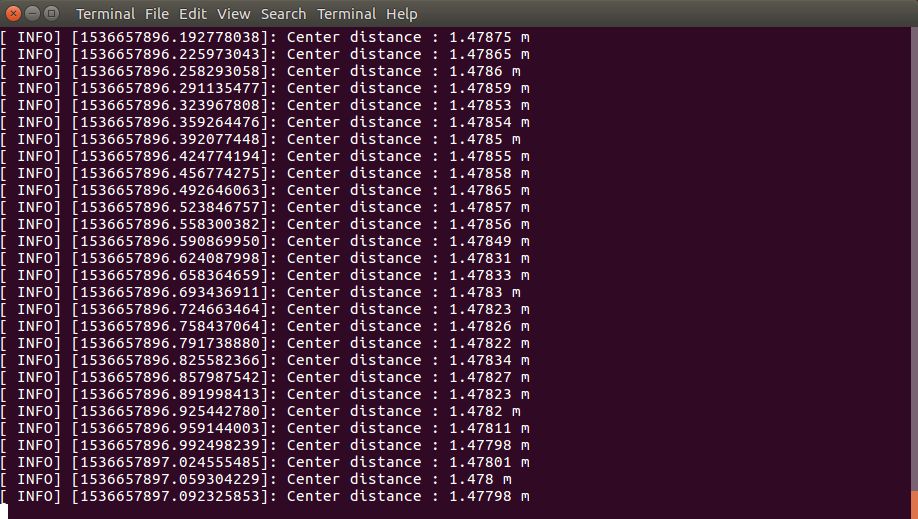 Terminal File Edit View Search Terminal Help
[ INFO] [1536657896.192778038]: Center distance : 1.47875 m
[ INFO] [1536657896.225973043]: Center distance : 1.47865 m
[ INFO] [1536657896.258293058]: Center distance : 1.4786 m
[ INFO] [1536657896.291135477]: Center distance : 1.47859 m
[ INFO] [1536657896.323967808]: Center distance : 1.47853 m
[ INFO] [1536657896.359264476]: Center distance : 1.47854 m
[ INFO] [1536657896.392077448]: Center distance : 1.4785 m
[ INFO] [1536657896.424774194]: Center distance : 1.47855 m
[ INFO] [1536657896.456774275]: Center distance : 1.47858 m
[ INFO] [1536657896.492646063]: Center distance : 1.47865 m
[ INFO] [1536657896.523846757]: Center distance : 1.47857 m
[ INFO] [1536657896.558300382]: Center distance : 1.47856 m
[ INFO] [1536657896.590869950]: Center distance : 1.47849 m
[ INFO] [1536657896.624087998]: Center distance : 1.47831 m
[ INFO] [1536657896.658364659]: Center distance : 1.47833 m
[ INFO] [1536657896.693436911]: Center distance : 1.4783 m
[ INFO] [1536657896.724663464]: Center distance : 1.47823 m
[ INFO] [1536657896.758437064]: Center distance : 1.47826 m
[ INFO] [1536657896.791738880]: Center distance : 1.47822 m
[ INFO] [1536657896.825582366]: Center distance : 1.47834 m
[ INFO] [1536657896.857987542]: Center distance : 1.47827 m
[ INFO] [1536657896.891998413]: Center distance : 1.47823 m
[ INFO] [1536657896.925442780]: Center distance : 1.4782 m
[ INFO] [1536657896.959144003]: Center distance : 1.47811 m
[ INFO] [1536657896.992498239]: Center distance : 1.47798 m
[ INFO] [1536657897.024555485]: Center distance : 1.47801 m
[ INFO] [1536657897.059304229]: Center distance : 1.478 m
[ INFO] [1536657897.092325853]: Center distance : 1.47798 m